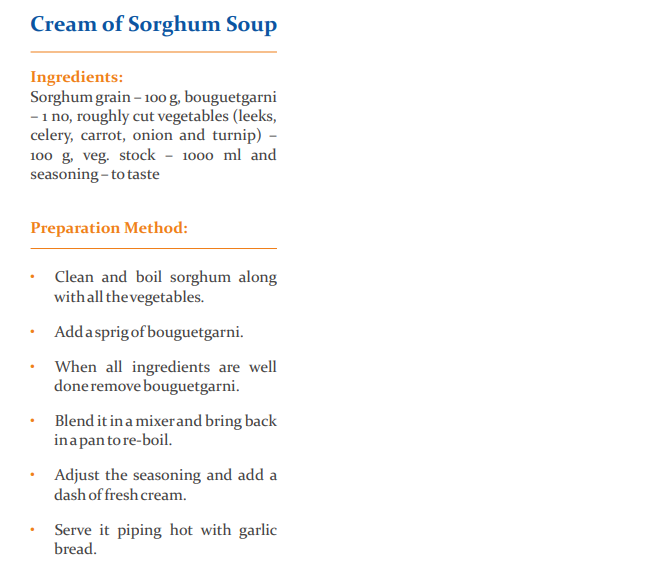 Cream of Sorghum Soup
Ingredients:
Sorghum grain – 100 g, bouguetgarni
– 1 no, roughly cut vegetables (leeks,
celery, carrot, onion and turnip) –
100 g, veg. stock – 1000 ml and
seasoning – to taste
Preparation Method:
• Clean and boil sorghum along
with all the vegetables.
• Add a sprig of bouguetgarni.
• When all ingredients are well
done remove bouguetgarni.
• Blend it in a mixer and bring back
in a pan to re-boil.
• Adjust the seasoning and add a
dash of fresh cream.
• Serve it piping hot with garlic
bread.